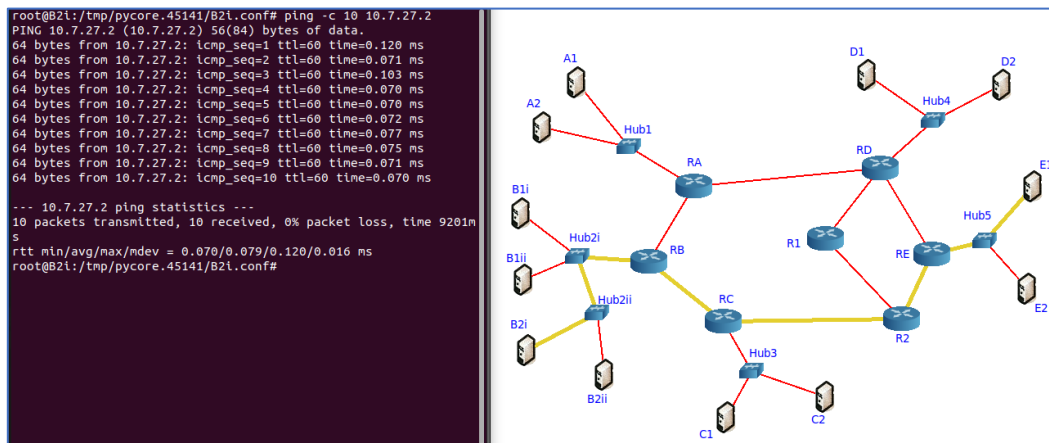 root@B2i:/tmp/pycore.45141/B2i.conf# ping -c 10 10.7.27.2
PING 10.7.27.2 (10.7.27.2) 56(84) bytes of data.
64 bytes from 10.7.27.2: icmp_seq=1 ttl=60 time=0.120 ms
64 bytes from 10.7.27.2: icmp_seq=2 ttl=60 time=0.071 ms
64 bytes from 10.7.27.2: icmp_seq=3 ttl=60 time=0.103 ms
64 bytes from 10.7.27.2: icmp_seq=4 ttl=60 time=0.070 ms
64 bytes from 10.7.27.2: icmp_seq=5 ttl=60 time=0.070 ms
64 bytes from 10.7.27.2: icmp_seq=6 ttl=60 time=0.072 ms
64 bytes from 10.7.27.2: icmp_seq=7 ttl=60 time=0.077 ms
64 bytes from 10.7.27.2: icmp_seq=8 ttl=60 time=0.075 ms
64 bytes from 10.7.27.2: icmp_seq=9 ttl=60 time=0.071 ms
64 bytes from 10.7.27.2: icmp_seq=10 ttl=60 time=0.070 ms
--- 10.7.27.2 ping statistics ---
10 packets transmitted, 10 received, 0% packet loss, time 9201m
s
rtt min/avg/max/mdev = 0.070/0.079/0.120/0.016 ms
root@B2i:/tmp/pycore.45141/B2i.conf#
D1
D2
A1
Hub4
A2
Hub1
RD
RA
E1
B1i
Hub5
R1
Hub2i
RB
RE
B1ii
Hub2ii
RC
E2
B2i
R2
Hub3
B2ii
C2
C1